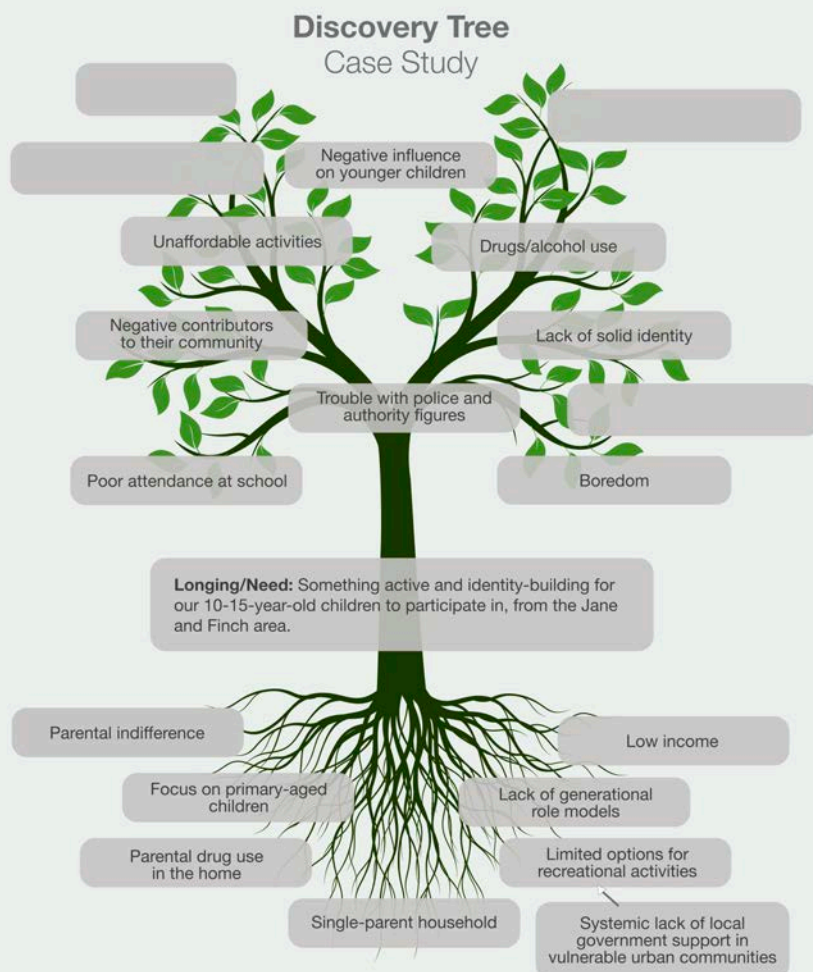 Discovery Tree
Case Study
Negative influence
on younger children
Unaffordable activities
Drugs/alcohol use
Negative contributors
to their community
Lack of solid identity
Trouble with police and
authority figures
Poor attendance at school
Boredom
Longing/Need: Something active and identity-building for
our 10-15-year-old children to participate in, from the Jane
and Finch area.
Parental indifference
Low income
Focus on primary-aged
children
Lack of generational
role models
Parental drug use
in the home
Limited options for
recreational activities
Single-parent household
Systemic lack of local
government support in
vulnerable urban communities